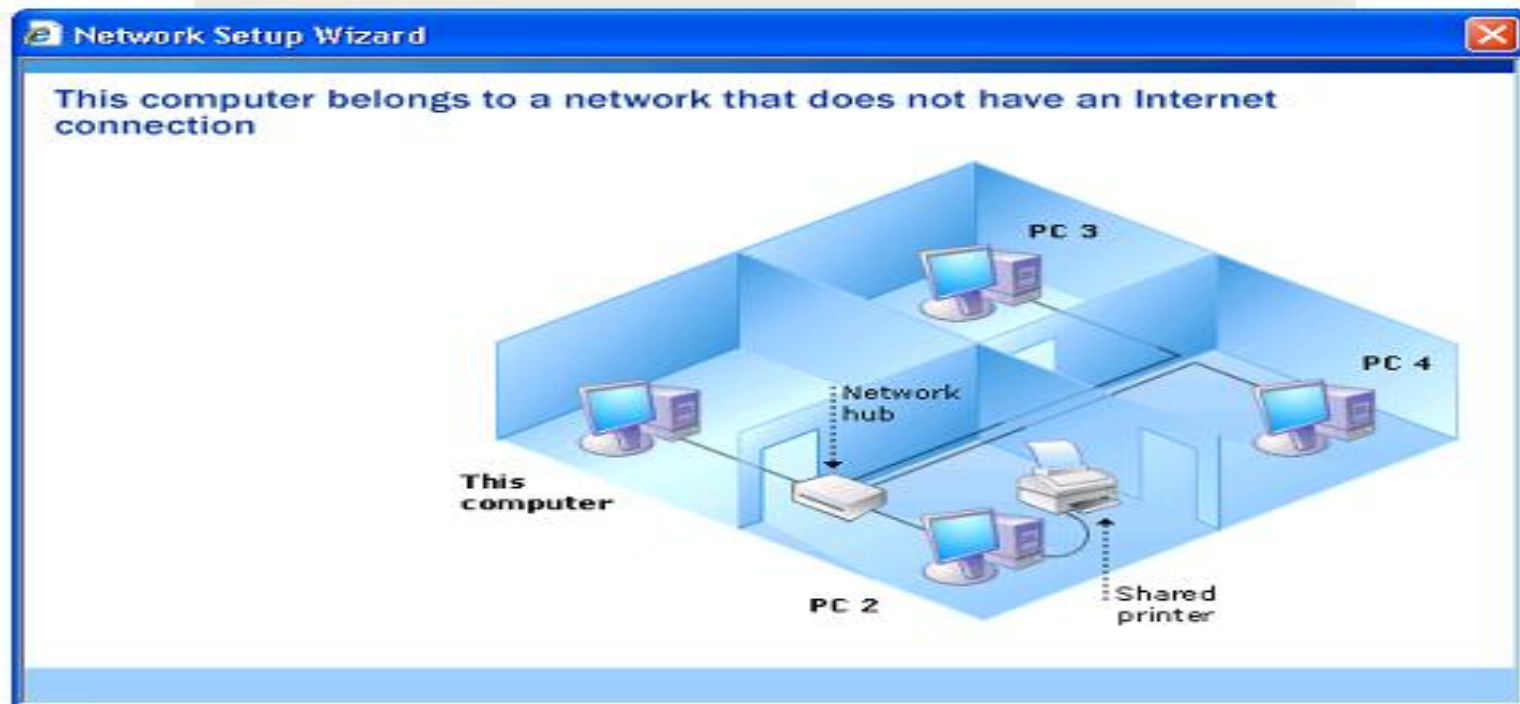 Network Setup Wizard
This computer belongs to a network that does not have an Internet
connection
PC 3
PC 4
Network
hub
This
computer
PC 2
Shared
printer